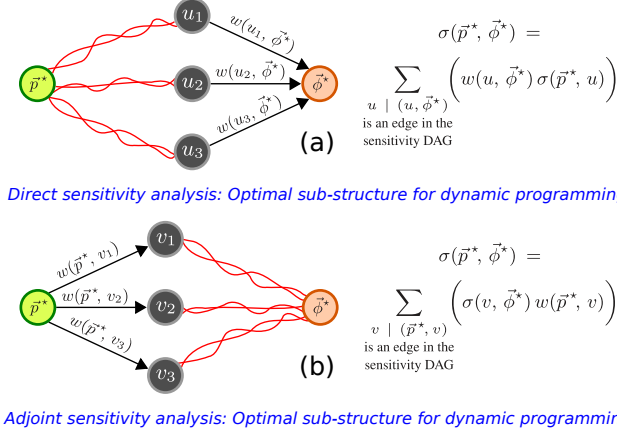 u₁
w(u₁, ϕ⃗*)
σ(p⃗*, ϕ⃗*) =
p⃗*
u₂
w(u₂, ϕ⃗*)
ϕ⃗*
∑ (w(u, ϕ⃗*) σ(p⃗*, u))
u | (u, ϕ⃗*)
is an edge in the
sensitivity DAG
w(u₃, ϕ⃗*)
u₃
(a)
Direct sensitivity analysis: Optimal sub-structure for dynamic programmin
v₁
w(p⃗*, v₁)
σ(p⃗*, ϕ⃗*) =
p⃗*
w(p⃗*, v₂)
v₂
ϕ⃗*
∑ (σ(v, ϕ⃗*) w(p⃗*, v))
v | (p⃗*, v)
is an edge in the
sensitivity DAG
w(p⃗*, v₃)
v₃
(b)
Adjoint sensitivity analysis: Optimal sub-structure for dynamic programmin